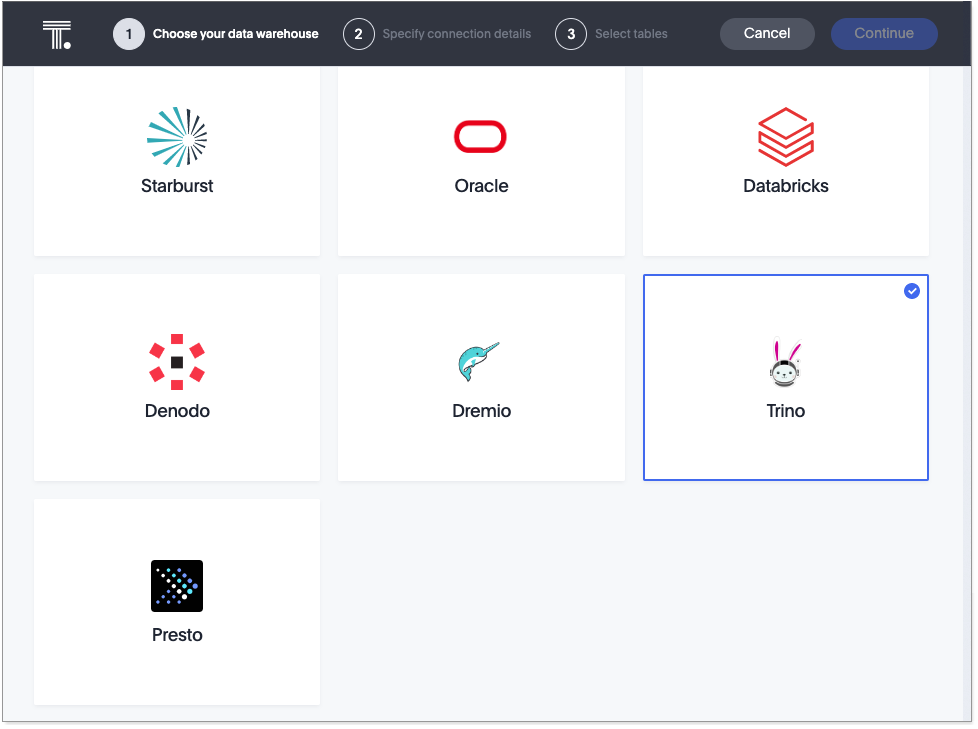 T.
1 Choose your data warehouse 2 Specify connection details 3 Select tables Cancel Continue
Starburst Oracle Databricks
Denodo Dremio Trino
Presto